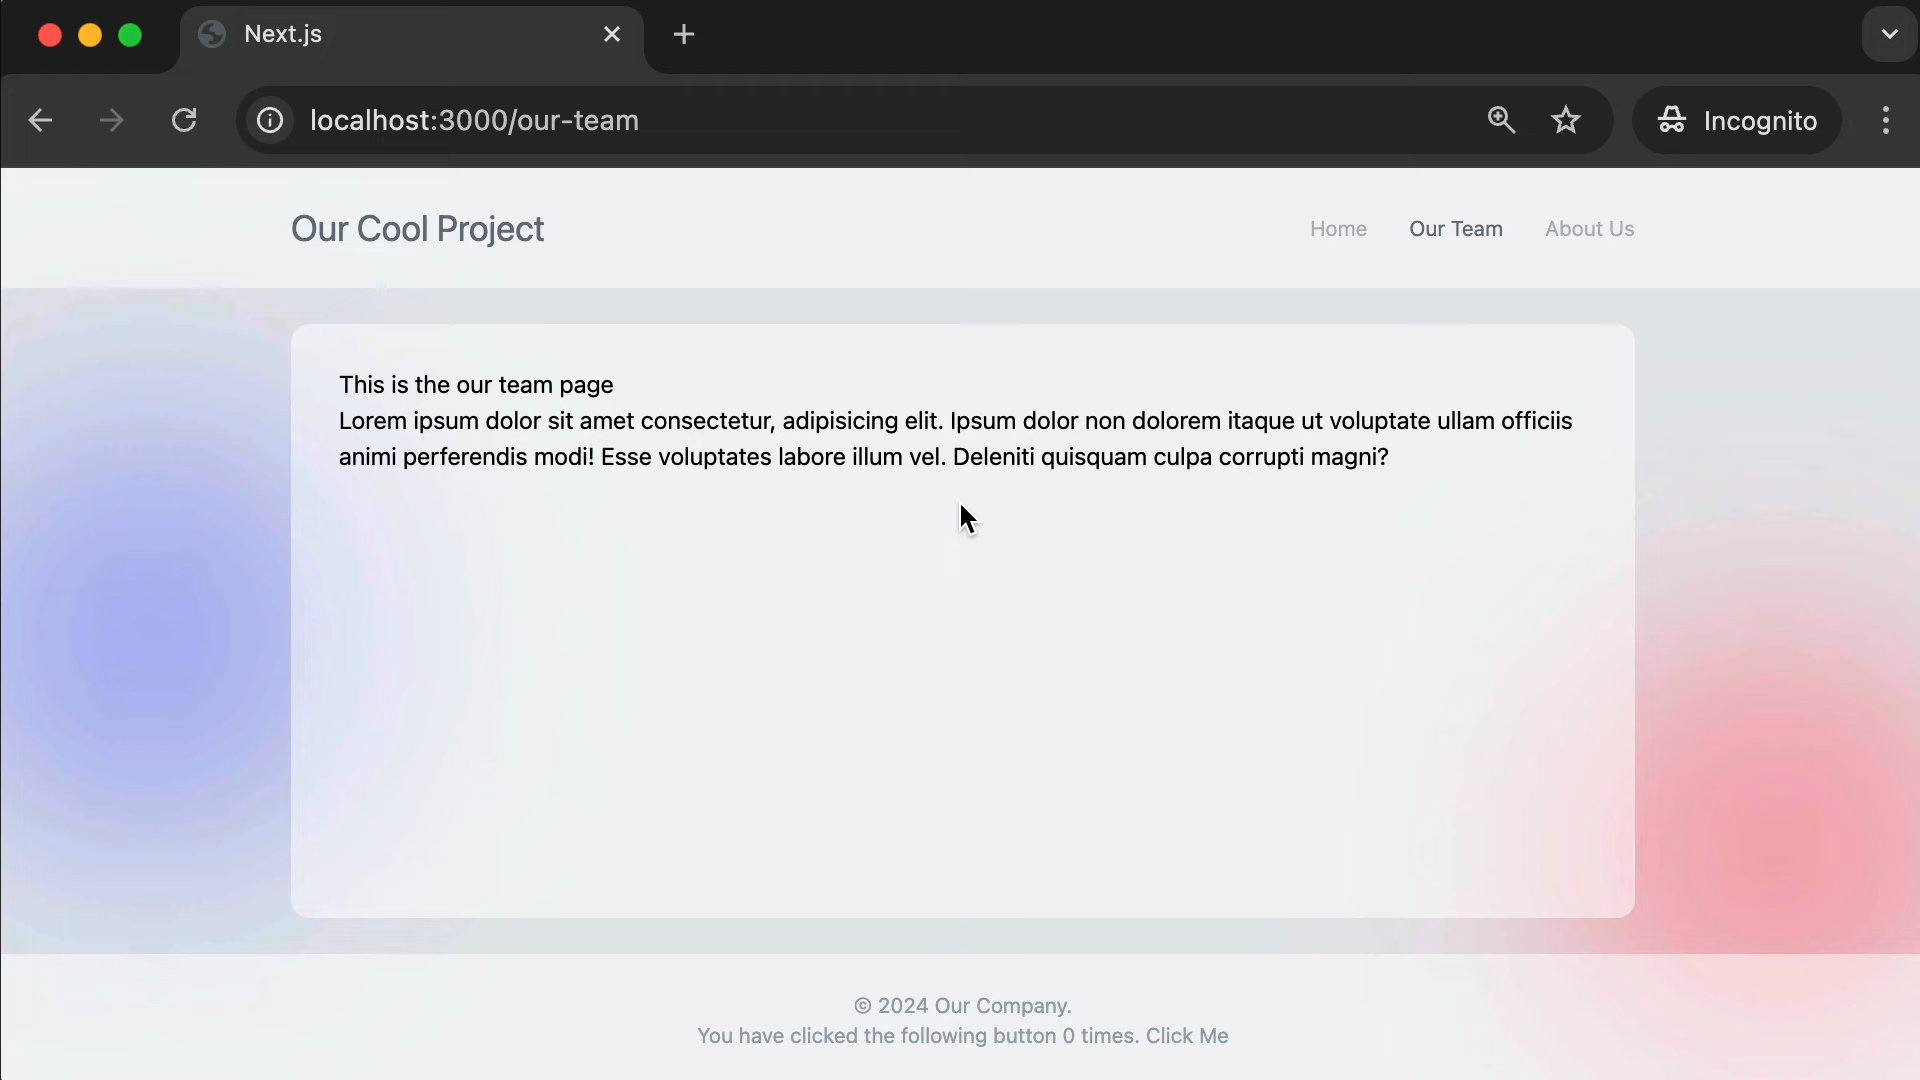 Next.js
localhost:3000/our-team
Incognito
Our Cool Project
Home
Our Team
About Us
This is the our team page
Lorem ipsum dolor sit amet consectetur, adipisicing elit. Ipsum dolor non dolorem itaque ut voluptate ullam officiis
animi perferendis modi! Esse voluptates labore illum vel. Deleniti quisquam culpa corrupti magni?
© 2024 Our Company.
You have clicked the following button 0 times. Click Me